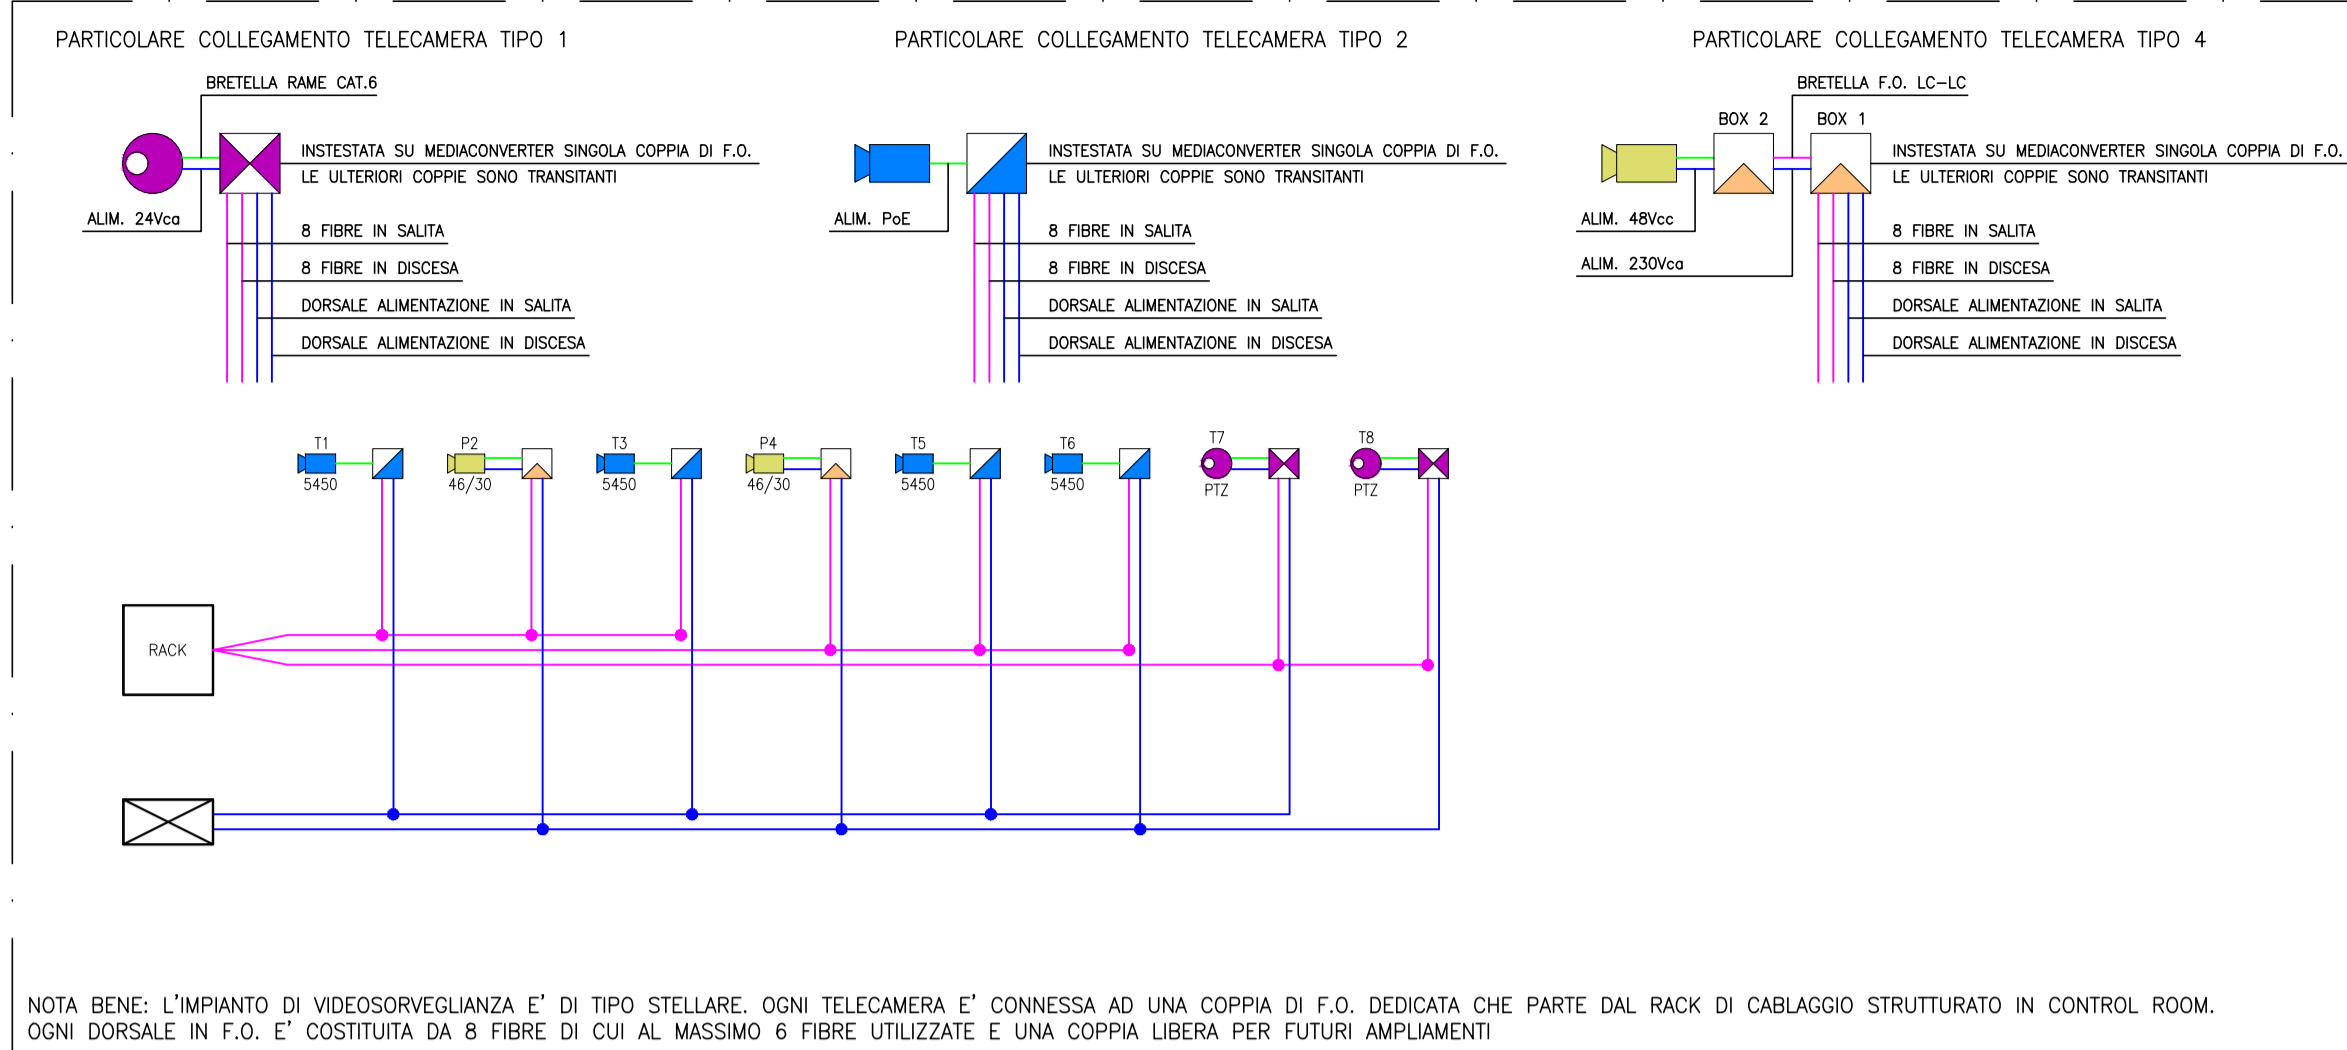 PARTICOLARE COLLEGAMENTO TELECAMERA TIPO 1
BRETELLA RAME CAT.6
INSTESTATA SU MEDIACONVERTER SINGOLA COPPIA DI F.O.
LE ULTERIORI COPPIE SONO TRANSITANTI
ALIM. 24Vca
8 FIBRE IN SALITA
8 FIBRE IN DISCESA
DORSALE ALIMENTAZIONE IN SALITA
DORSALE ALIMENTAZIONE IN DISCESA
PARTICOLARE COLLEGAMENTO TELECAMERA TIPO 2
INSTESTATA SU MEDIACONVERTER SINGOLA COPPIA DI F.O.
LE ULTERIORI COPPIE SONO TRANSITANTI
ALIM. PoE
8 FIBRE IN SALITA
8 FIBRE IN DISCESA
DORSALE ALIMENTAZIONE IN SALITA
DORSALE ALIMENTAZIONE IN DISCESA
PARTICOLARE COLLEGAMENTO TELECAMERA TIPO 4
BRETELLA F.O. LC-LC
BOX 2
BOX 1
INSTESTATA SU MEDIACONVERTER SINGOLA COPPIA DI F.O.
LE ULTERIORI COPPIE SONO TRANSITANTI
ALIM. 48Vcc
8 FIBRE IN SALITA
ALIM. 230Vca
8 FIBRE IN DISCESA
DORSALE ALIMENTAZIONE IN SALITA
DORSALE ALIMENTAZIONE IN DISCESA
T1
5450
P2
46/30
T3
5450
P4
46/30
T5
5450
T6
5450
T7
PTZ
T8
PTZ
RACK
NOTA BENE: L'IMPIANTO DI VIDEOSORVEGLIANZA E' DI TIPO STELLARE. OGNI TELECAMERA E' CONNESSA AD UNA COPPIA DI F.O. DEDICATA CHE PARTE DAL RACK DI CABLAGGIO STRUTTURATO IN CONTROL ROOM.
OGNI DORSALE IN F.O. E' COSTITUITA DA 8 FIBRE DI CUI AL MASSIMO 6 FIBRE UTILIZZATE E UNA COPPIA LIBERA PER FUTURI AMPLIAMENTI